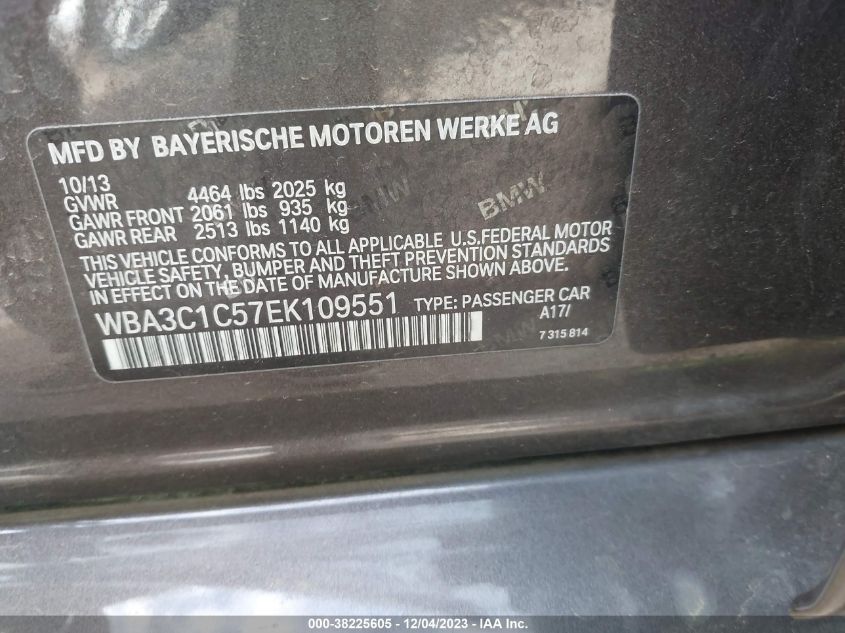 MFD BY BAYERISCHE MOTOREN WERKE AG
10/13
GVWR 4464 lbs 2025 kg
GAWR FRONT 2061 lbs 935 kg
GAWR REAR 2513 lbs 1140 kg
THIS VEHICLE CONFORMS TO ALL APPLICABLE U.S.FEDERAL MOTOR
VEHICLE SAFETY, BUMPER AND THEFT PREVENTION STANDARDS
IN EFFECT ON THE DATE OF MANUFACTURE SHOWN ABOVE.
WBA3C1C57EK109551 TYPE: PASSENGER CAR
A17/
7 315 814
BMW
BMW
BMW
BMW
000-38225605 - 12/04/2023 - IAA Inc.